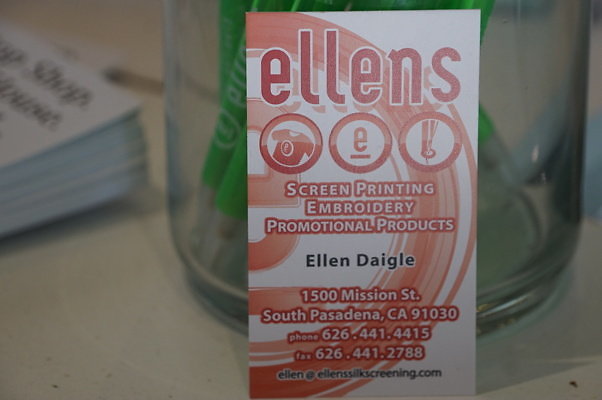 ellens
e
SCREEN PRINTING
EMBROIDERY
PROMOTIONAL PRODUCTS
Ellen Daigle
1500 Mission St.
South Pasadena, CA 91030
phone 626.441.4415
fax 626.441.2788
ellen@ellenssilkscreening.com
Shop